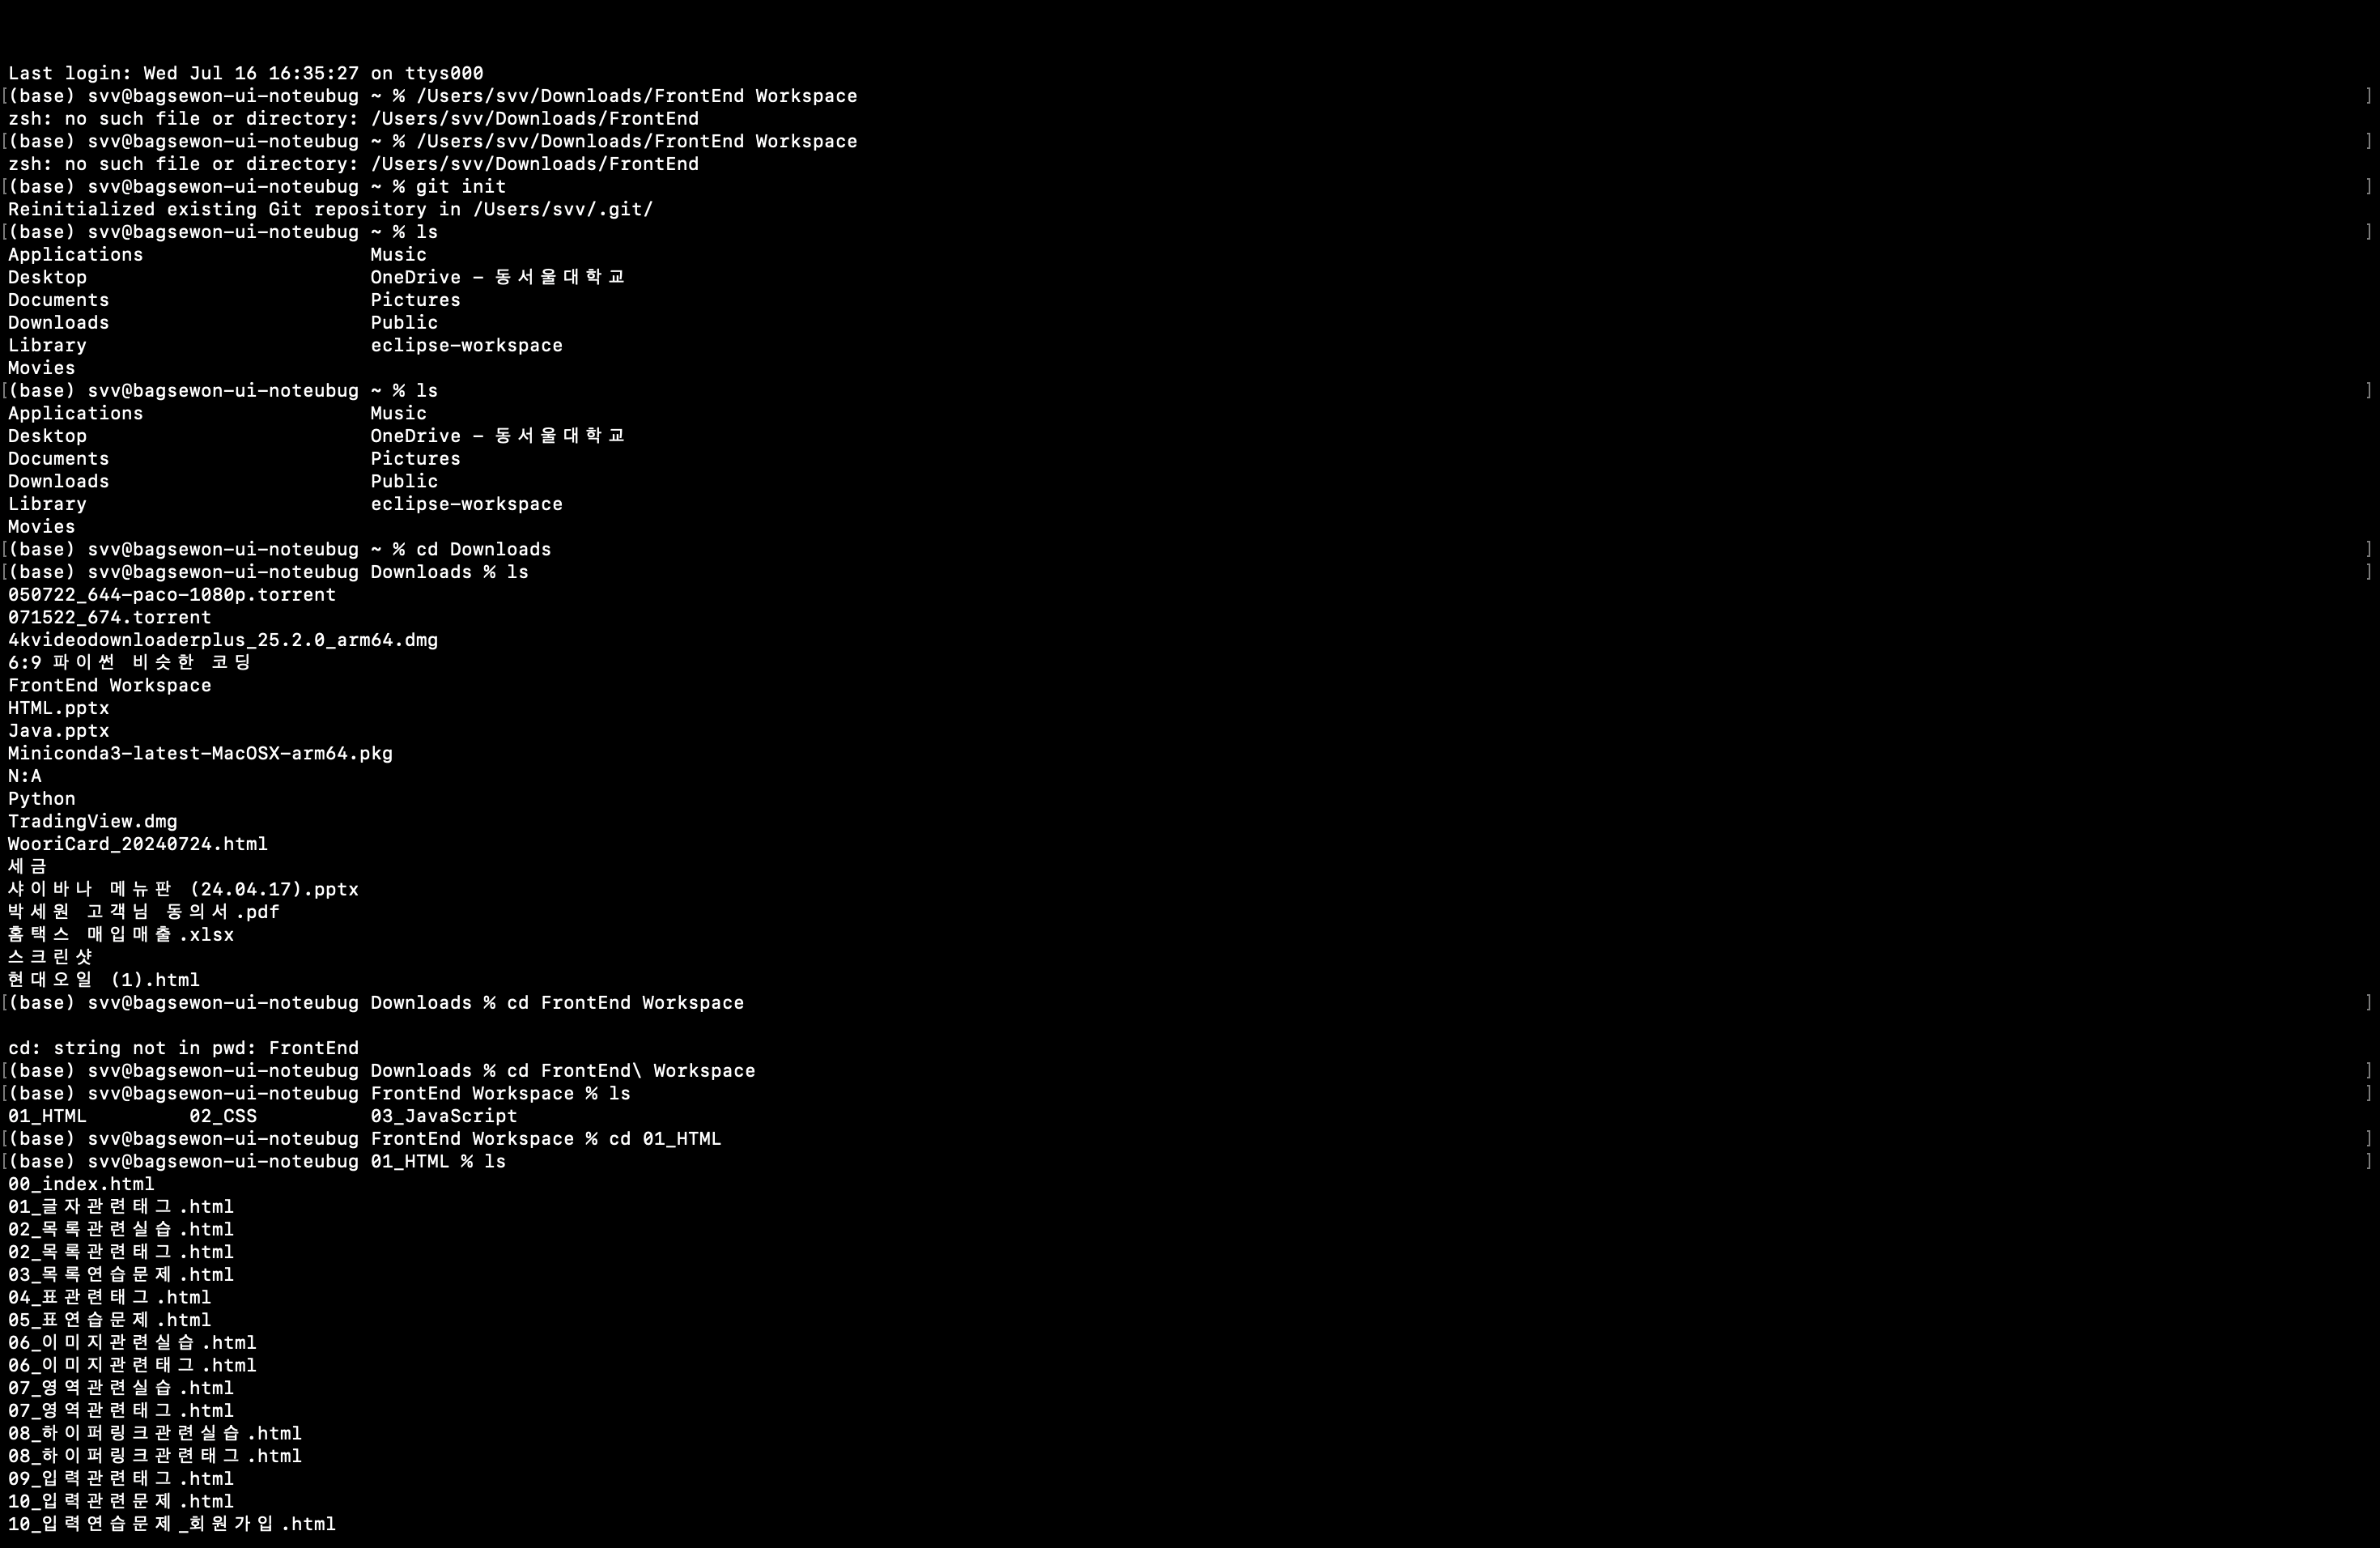 Last login: Wed Jul 16 16:35:27 on ttys000
[(base) svv@bagsewon-ui-noteubug ~ % /Users/svv/Downloads/FrontEnd Workspace ]
zsh: no such file or directory: /Users/svv/Downloads/FrontEnd
[(base) svv@bagsewon-ui-noteubug ~ % /Users/svv/Downloads/FrontEnd Workspace ]
zsh: no such file or directory: /Users/svv/Downloads/FrontEnd
[(base) svv@bagsewon-ui-noteubug ~ % git init ]
Reinitialized existing Git repository in /Users/svv/.git/
[(base) svv@bagsewon-ui-noteubug ~ % ls ]
Applications Music
Desktop OneDrive - 동서울대학교
Documents Pictures
Downloads Public
Library eclipse-workspace
Movies
[(base) svv@bagsewon-ui-noteubug ~ % ls ]
Applications Music
Desktop OneDrive - 동서울대학교
Documents Pictures
Downloads Public
Library eclipse-workspace
Movies
[(base) svv@bagsewon-ui-noteubug ~ % cd Downloads ]
[(base) svv@bagsewon-ui-noteubug Downloads % ls ]
050722_644-paco-1080p.torrent
071522_674.torrent
4kvideodownloaderplus_25.2.0_arm64.dmg
6:9 파이썬 비슷한 코딩
FrontEnd Workspace
HTML.pptx
Java.pptx
Miniconda3-latest-MacOSX-arm64.pkg
N:A
Python
TradingView.dmg
WooriCard_20240724.html
세금
샤이바나 메뉴판 (24.04.17).pptx
박세원 고객님 동의서.pdf
홈택스 매입매출.xlsx
스크린샷
현대오일 (1).html
[(base) svv@bagsewon-ui-noteubug Downloads % cd FrontEnd Workspace ]
cd: string not in pwd: FrontEnd
[(base) svv@bagsewon-ui-noteubug Downloads % cd FrontEnd\ Workspace ]
[(base) svv@bagsewon-ui-noteubug FrontEnd Workspace % ls ]
01_HTML 02_CSS 03_JavaScript
[(base) svv@bagsewon-ui-noteubug FrontEnd Workspace % cd 01_HTML ]
[(base) svv@bagsewon-ui-noteubug 01_HTML % ls ]
00_index.html
01_글자관련태그.html
02_목록관련실습.html
02_목록관련태그.html
03_목록연습문제.html
04_표관련태그.html
05_표연습문제.html
06_이미지관련실습.html
06_이미지관련태그.html
07_영역관련실습.html
07_영역관련태그.html
08_하이퍼링크관련실습.html
08_하이퍼링크관련태그.html
09_입력관련태그.html
10_입력관련문제.html
10_입력연습문제_회원가입.html